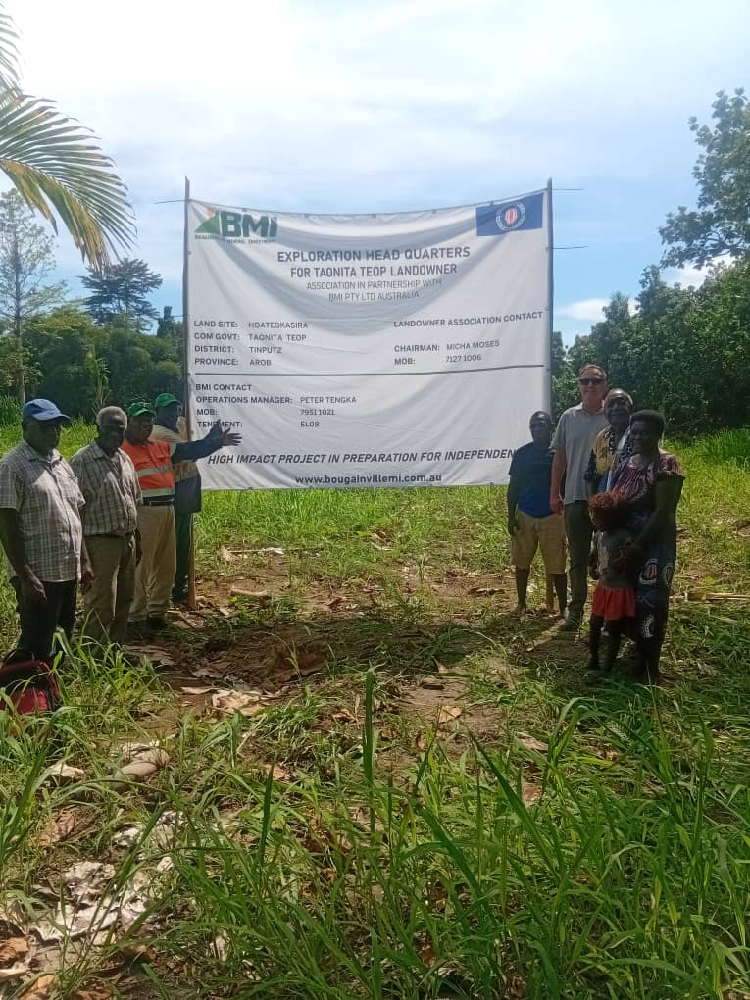 BMI
EXPLORATION HEAD QUARTERS
FOR TAONITA TEOP LANDOWNER
ASSOCIATION IN PARTNERSHIP WITH
BMI PTY LTD AUSTRALIA
LAND SITE: HOATEOKASIRA
COM GOVT: TAONITA TEOP
DISTRICT: TINPUTZ
PROVINCE: AROB
LANDOWNER ASSOCIATION CONTACT
CHAIRMAN: MICHA MOSES
MOB: 7127 1006
BMI CONTACT
OPERATIONS MANAGER: PETER TENGKA
MOB: 7951 1021
TENEMENT: EL08
HIGH IMPACT PROJECT IN PREPARATION FOR INDEPENDEN
www.bougainvillemi.com.au